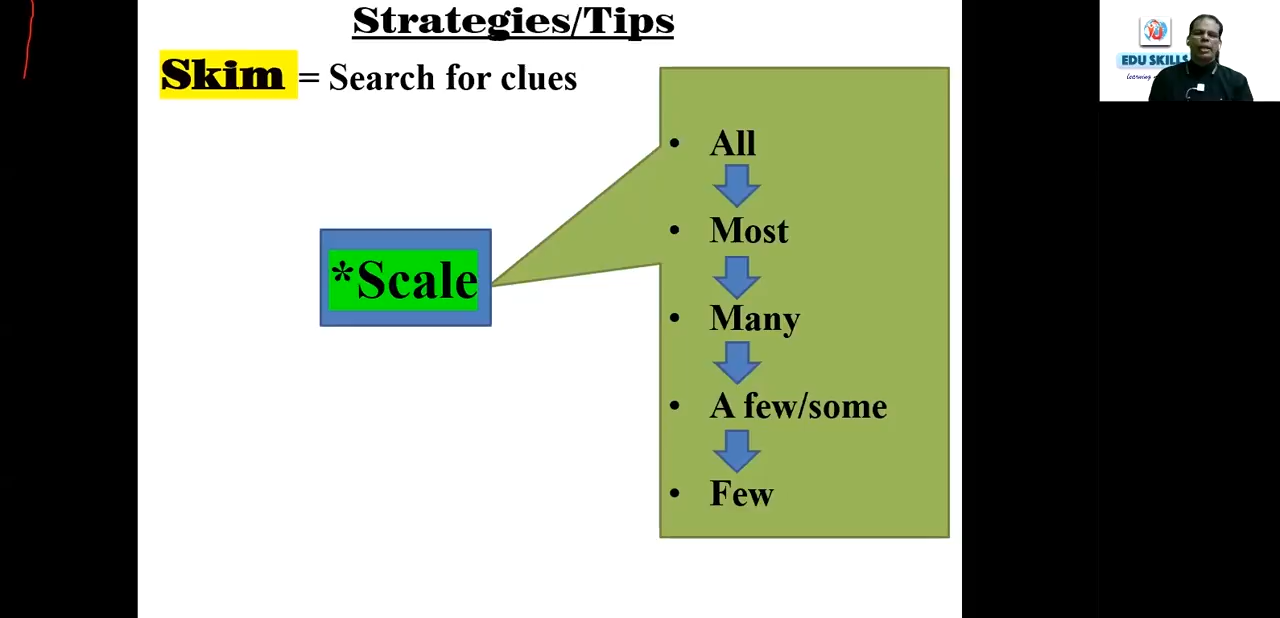 Strategies/Tips
Skim = Search for clues
*Scale
• All
• Most
• Many
• A few/some
• Few
EDU SKILLS